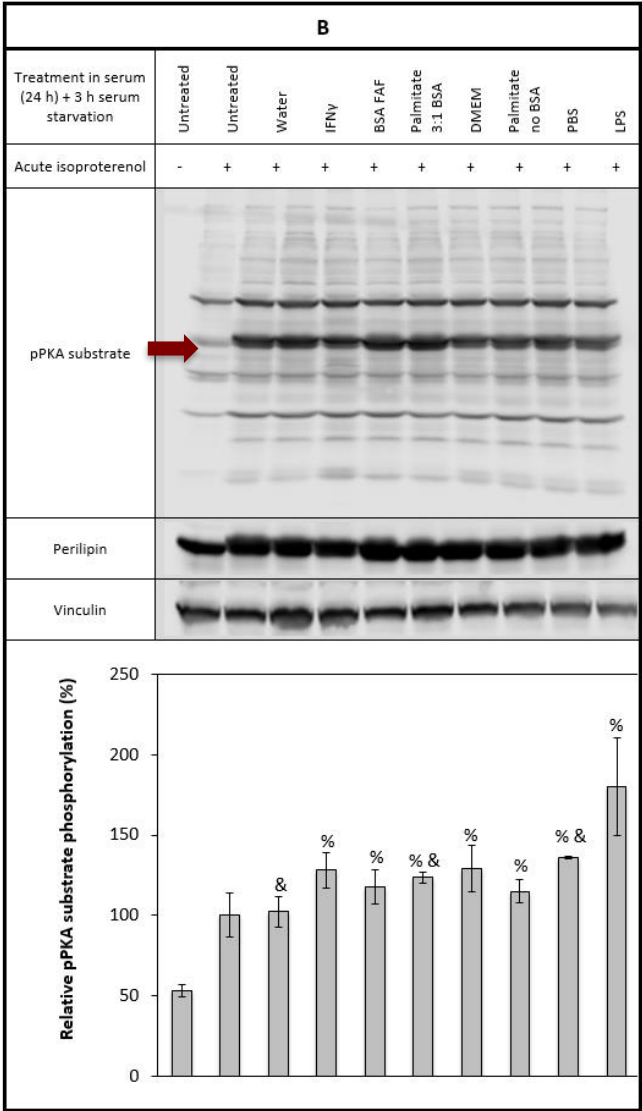 B
Treatment in serum
(24 h) + 3 h serum
starvation
Untreated
Untreated
Water
IFNγ
BSA FAF
Palmitate
3:1 BSA
DMEM
Palmitate
no BSA
PBS
LPS
Acute isoproterenol
- + + + + + + + + +
pPKA substrate
Perilipin
Vinculin
Relative pPKA substrate phosphorylation (%)
250
200
150
100
50
0
&
%
%
% &
%
%
% &
%